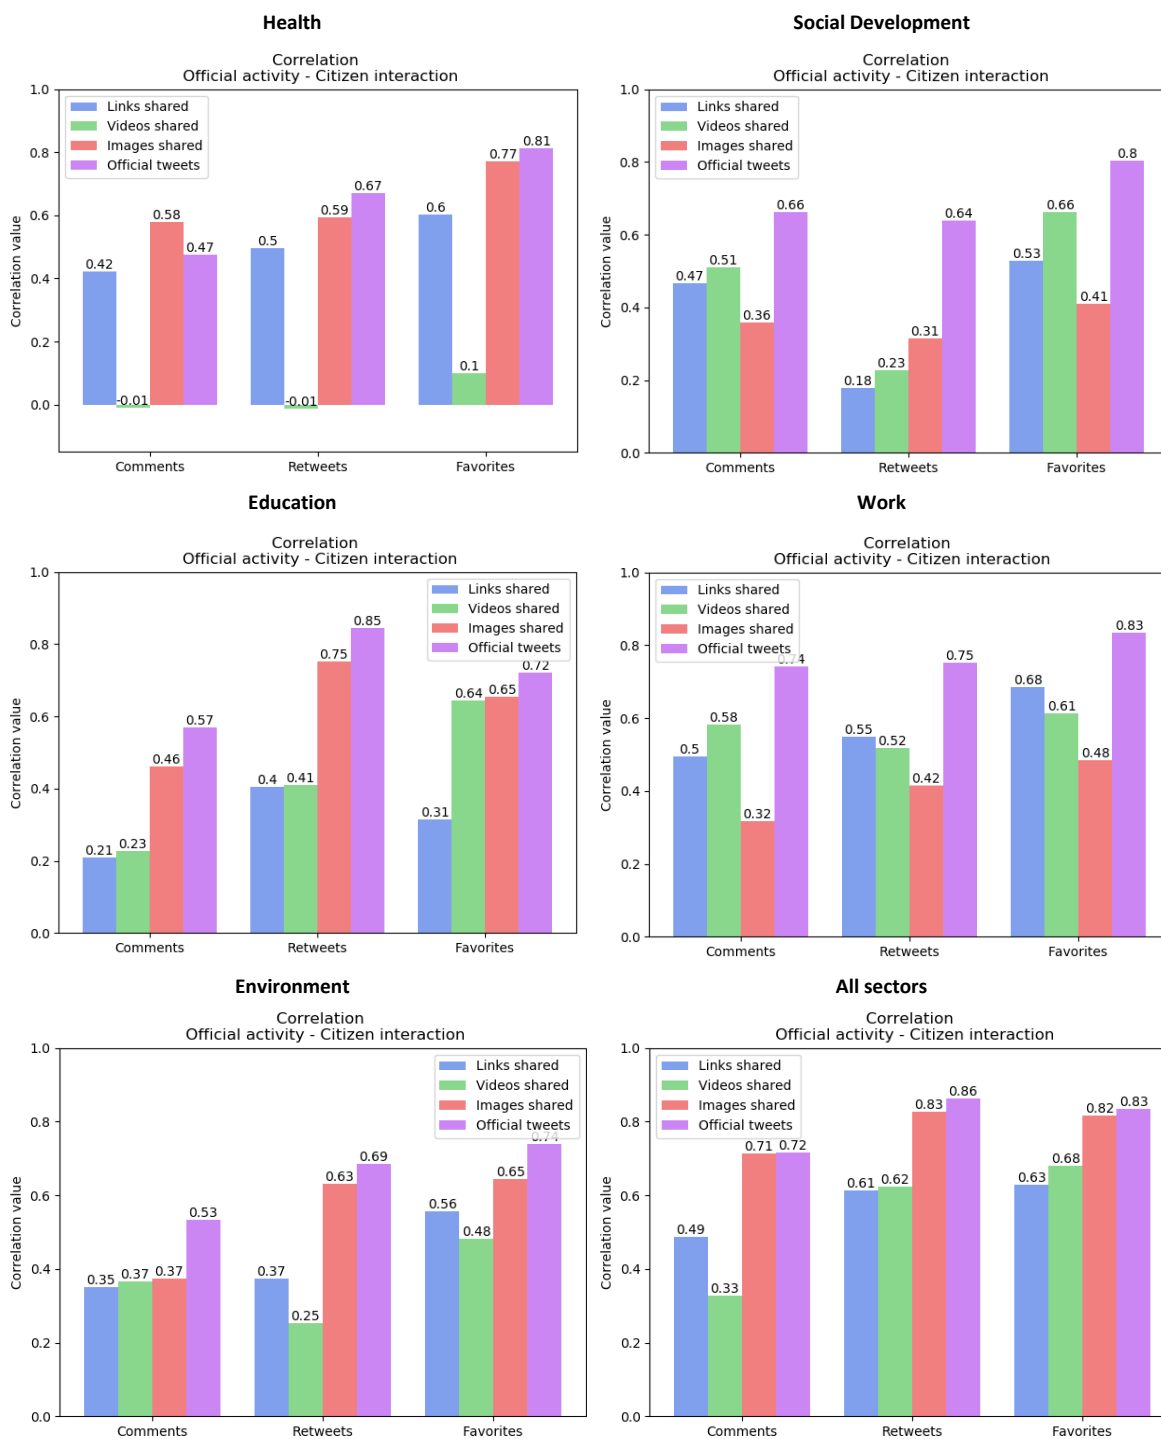 Health
Correlation
Official activity - Citizen interaction
1.0
0.8
0.6
0.4
0.2
0.0
Correlation value
Links shared
Videos shared
Images shared
Official tweets
0.42
-0.01
0.58
0.47
0.5
-0.01
0.59
0.67
0.6
0.1
0.77
0.81
Comments
Retweets
Favorites
Social Development
Correlation
Official activity - Citizen interaction
1.0
0.8
0.6
0.4
0.2
0.0
Correlation value
Links shared
Videos shared
Images shared
Official tweets
0.47
0.51
0.36
0.66
0.18
0.23
0.31
0.64
0.53
0.66
0.41
0.8
Comments
Retweets
Favorites
Education
Correlation
Official activity - Citizen interaction
1.0
0.8
0.6
0.4
0.2
0.0
Correlation value
Links shared
Videos shared
Images shared
Official tweets
0.21
0.23
0.46
0.57
0.4
0.41
0.75
0.85
0.31
0.64
0.65
0.72
Comments
Retweets
Favorites
Work
Correlation
Official activity - Citizen interaction
1.0
0.8
0.6
0.4
0.2
0.0
Correlation value
Links shared
Videos shared
Images shared
Official tweets
0.5
0.58
0.32
0.74
0.55
0.52
0.42
0.75
0.68
0.61
0.48
0.83
Comments
Retweets
Favorites
Environment
Correlation
Official activity - Citizen interaction
1.0
0.8
0.6
0.4
0.2
0.0
Correlation value
Links shared
Videos shared
Images shared
Official tweets
0.35
0.37
0.37
0.53
0.37
0.25
0.63
0.69
0.56
0.48
0.65
0.74
Comments
Retweets
Favorites
All sectors
Correlation
Official activity - Citizen interaction
1.0
0.8
0.6
0.4
0.2
0.0
Correlation value
Links shared
Videos shared
Images shared
Official tweets
0.49
0.33
0.71
0.72
0.61
0.62
0.83
0.86
0.63
0.68
0.82
0.83
Comments
Retweets
Favorites